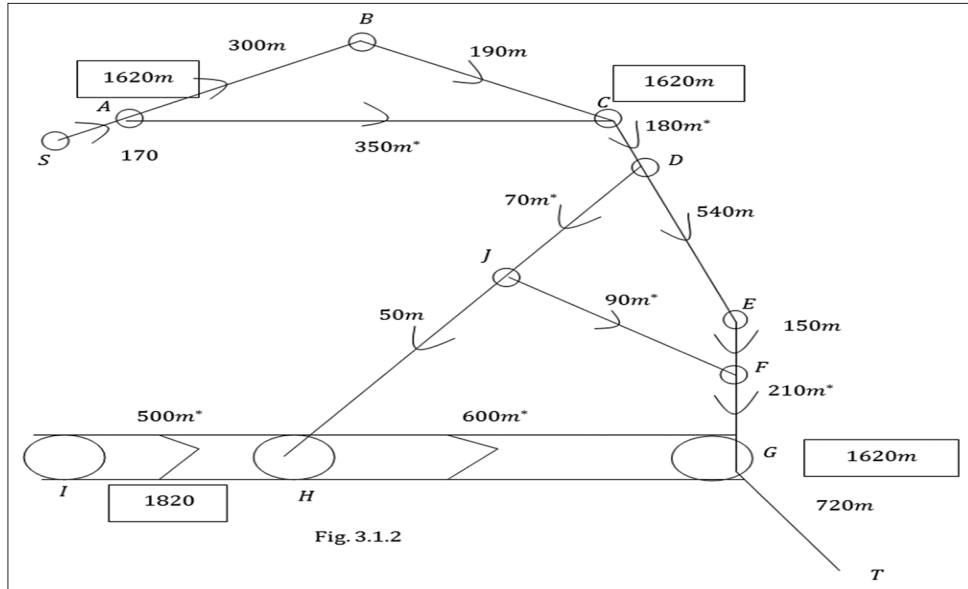 B
300m
190m
1620m
1620m
A
C
180m*
S
170
350m*
D
70m*
540m
J
E
90m*
50m
150m
F
210m*
500m*
600m*
G
1620m
I
1820
H
720m
Fig. 3.1.2
T